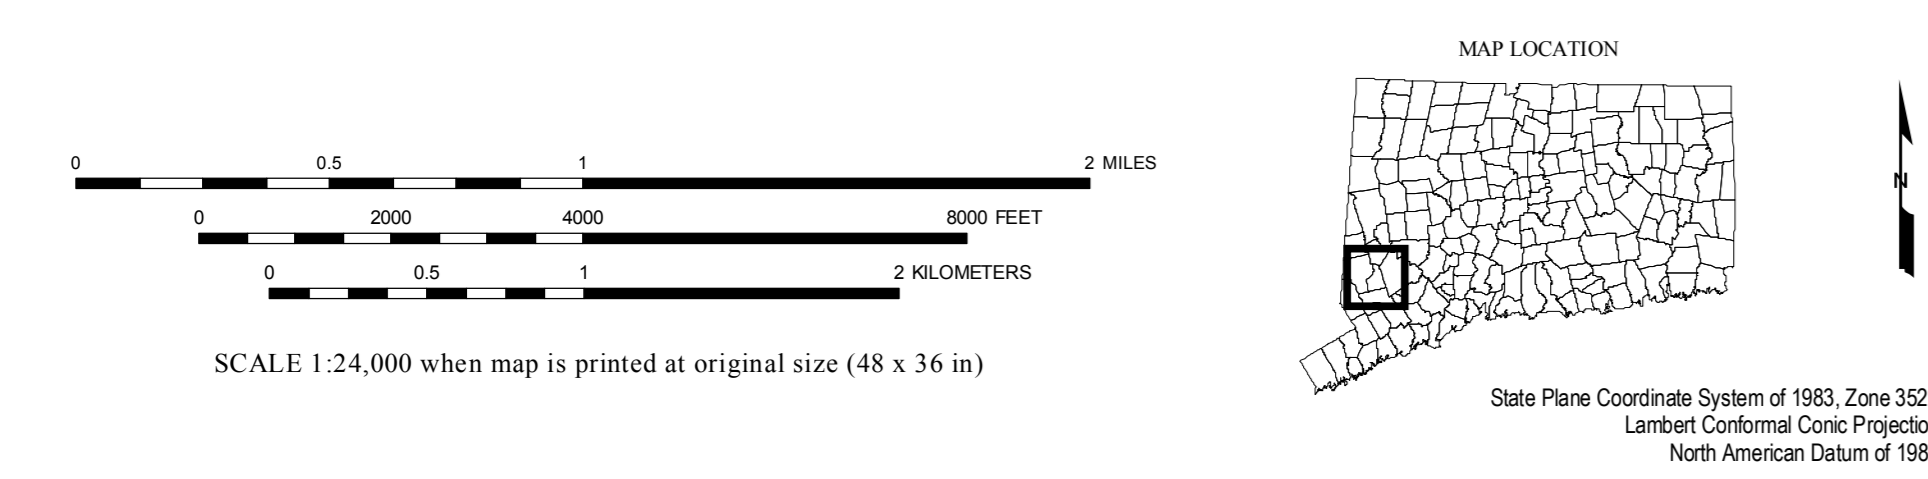 MAP LOCATION
0 0.5 1 2 MILES
0 2000 4000 8000 FEET
0 0.5 1 2 KILOMETERS
SCALE 1:24,000 when map is printed at original size (48 x 36 in)
N
State Plane Coordinate System of 1983, Zone 352
Lambert Conformal Conic Projectio
North American Datum of 198